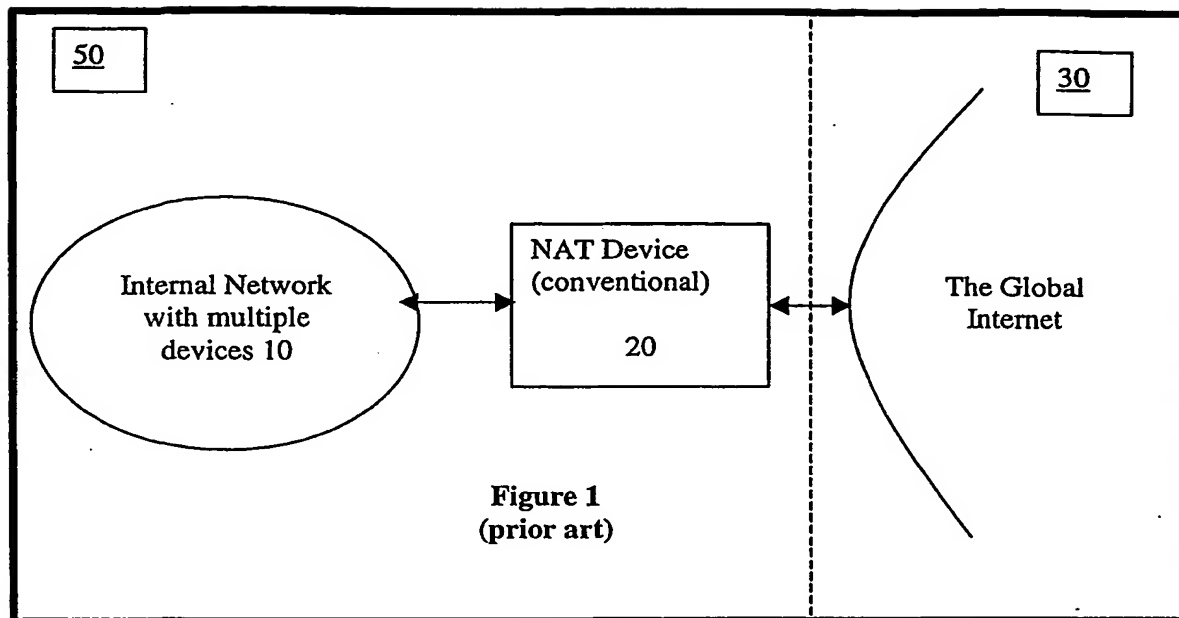 50
30
Internal Network
with multiple
devices 10
NAT Device
(conventional)
20
The Global
Internet
Figure 1
(prior art)